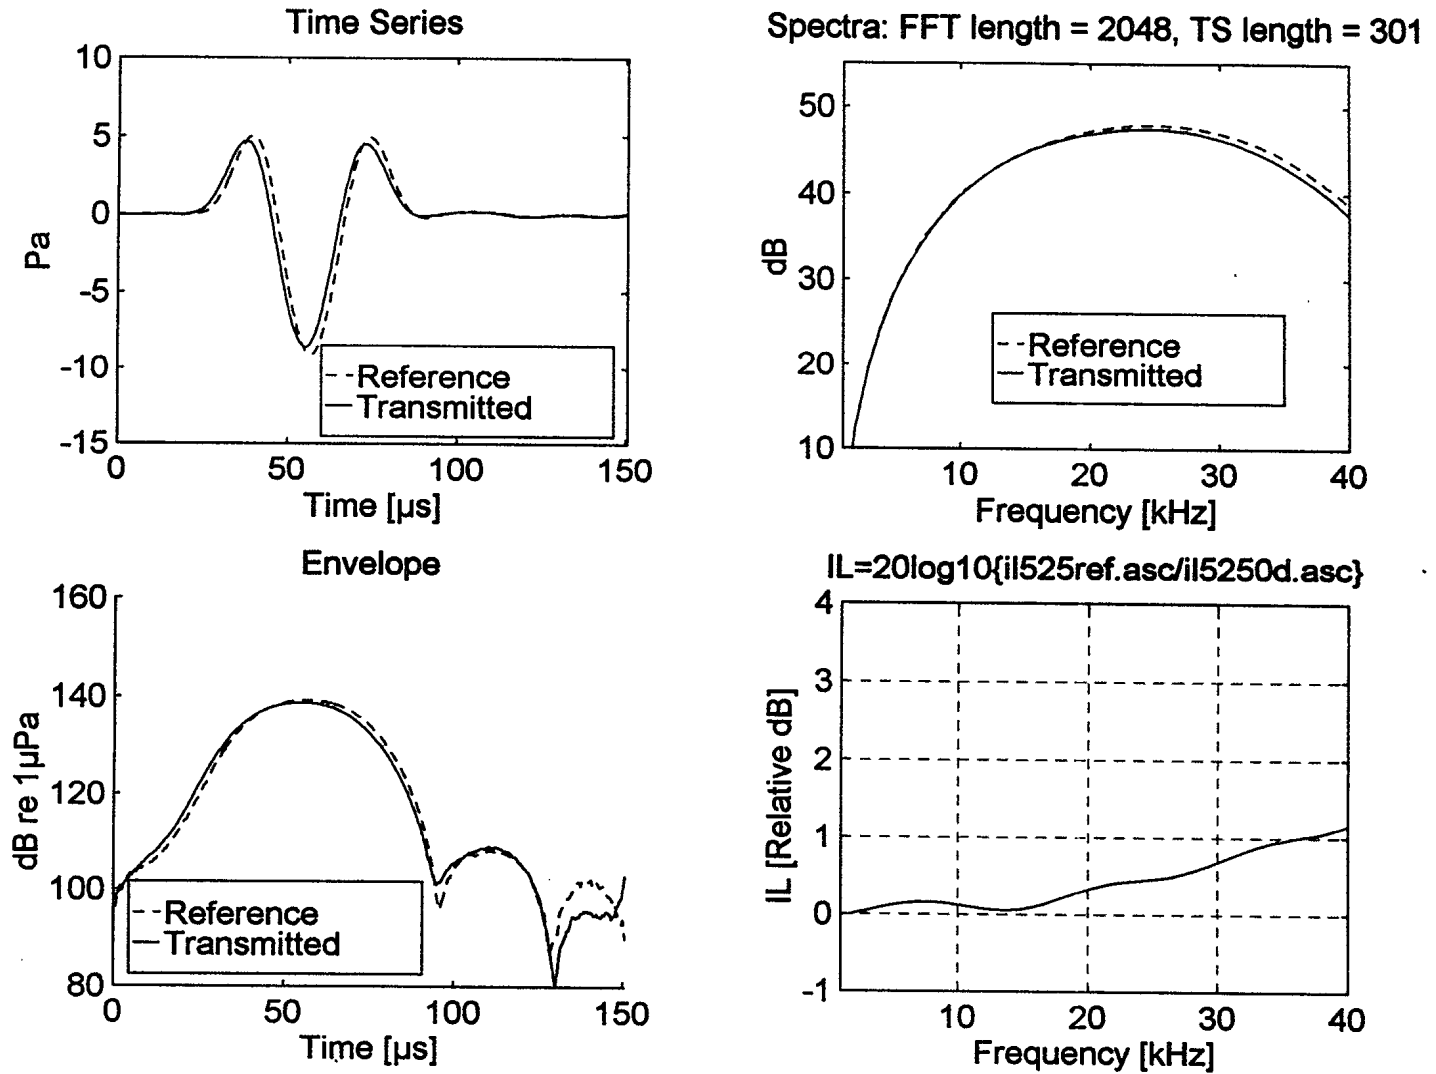 Time Series
10
5
0
-5
-10
-15
Pa
Reference
Transmitted
0 50 100 150
Time [µs]
Spectra: FFT length = 2048, TS length = 301
50
40
30
20
10
dB
Reference
Transmitted
10 20 30 40
Frequency [kHz]
Envelope
160
140
120
100
80
dB re 1µPa
Reference
Transmitted
0 50 100 150
Time [µs]
IL=20log10{il525ref.asc/il5250d.asc}
4
3
2
1
0
-1
IL [Relative dB]
10 20 30 40
Frequency [kHz]